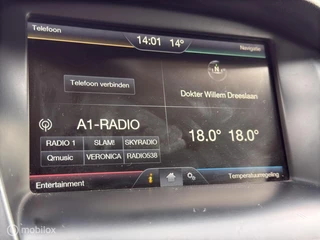 Telefoon
14:01 14°
Navigatie
Telefoon verbinden
N
Dokter Willem Dreeslaan
A1-RADIO
18.0° 18.0°
RADIO 1 SLAM! SKYRADIO
Qmusic VERONICA RADIO538
Entertainment
i
Temperatuurregeling
Mobilox